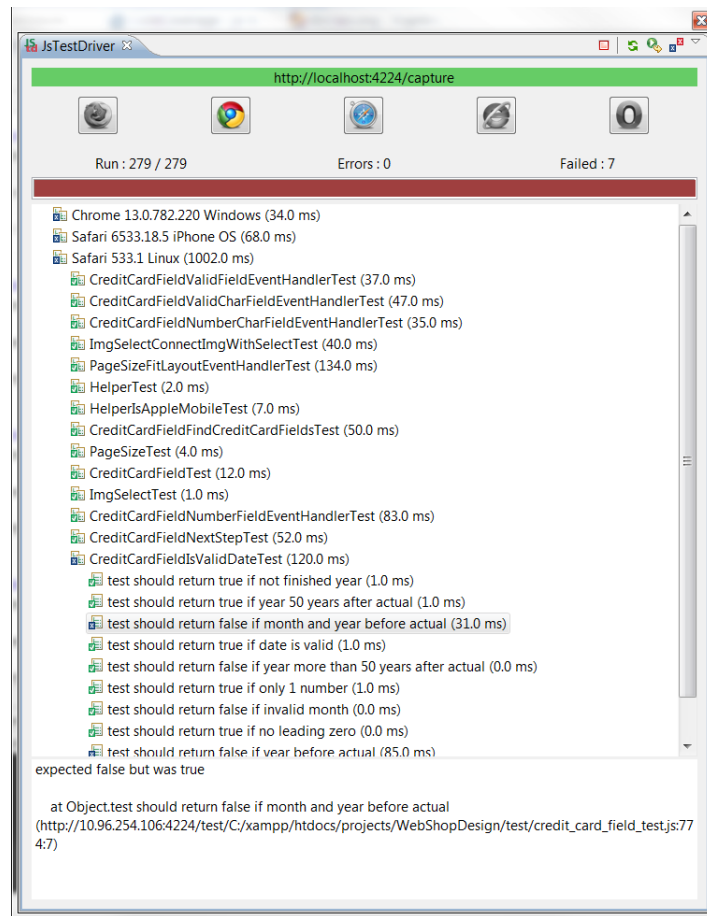 JsTestDriver
http://localhost:4224/capture
Run : 279 / 279 Errors : 0 Failed : 7
Chrome 13.0.782.220 Windows (34.0 ms)
Safari 6533.18.5 iPhone OS (68.0 ms)
Safari 533.1 Linux (1002.0 ms)
CreditCardFieldValidFieldEventHandlerTest (37.0 ms)
CreditCardFieldValidCharFieldEventHandlerTest (47.0 ms)
CreditCardFieldNumberCharFieldEventHandlerTest (35.0 ms)
ImgSelectConnectImgWithSelectTest (40.0 ms)
PageSizeFitLayoutEventHandlerTest (134.0 ms)
HelperTest (2.0 ms)
HelperIsAppleMobileTest (7.0 ms)
CreditCardFieldFindCreditCardFieldsTest (50.0 ms)
PageSizeTest (4.0 ms)
CreditCardFieldTest (12.0 ms)
ImgSelectTest (1.0 ms)
CreditCardFieldNumberFieldEventHandlerTest (83.0 ms)
CreditCardFieldNextStepTest (52.0 ms)
CreditCardFieldIsValidDateTest (120.0 ms)
test should return true if not finished year (1.0 ms)
test should return true if year 50 years after actual (1.0 ms)
test should return false if month and year before actual (31.0 ms)
test should return true if date is valid (1.0 ms)
test should return false if year more than 50 years after actual (0.0 ms)
test should return true if only 1 number (1.0 ms)
test should return false if invalid month (0.0 ms)
test should return true if no leading zero (0.0 ms)
test should return false if year before actual (85.0 ms)
expected false but was true
at Object.test should return false if month and year before actual
(http://10.96.254.106:4224/test/C:/xampp/htdocs/projects/WebShopDesign/test/credit_card_field_test.js:77
4:7)